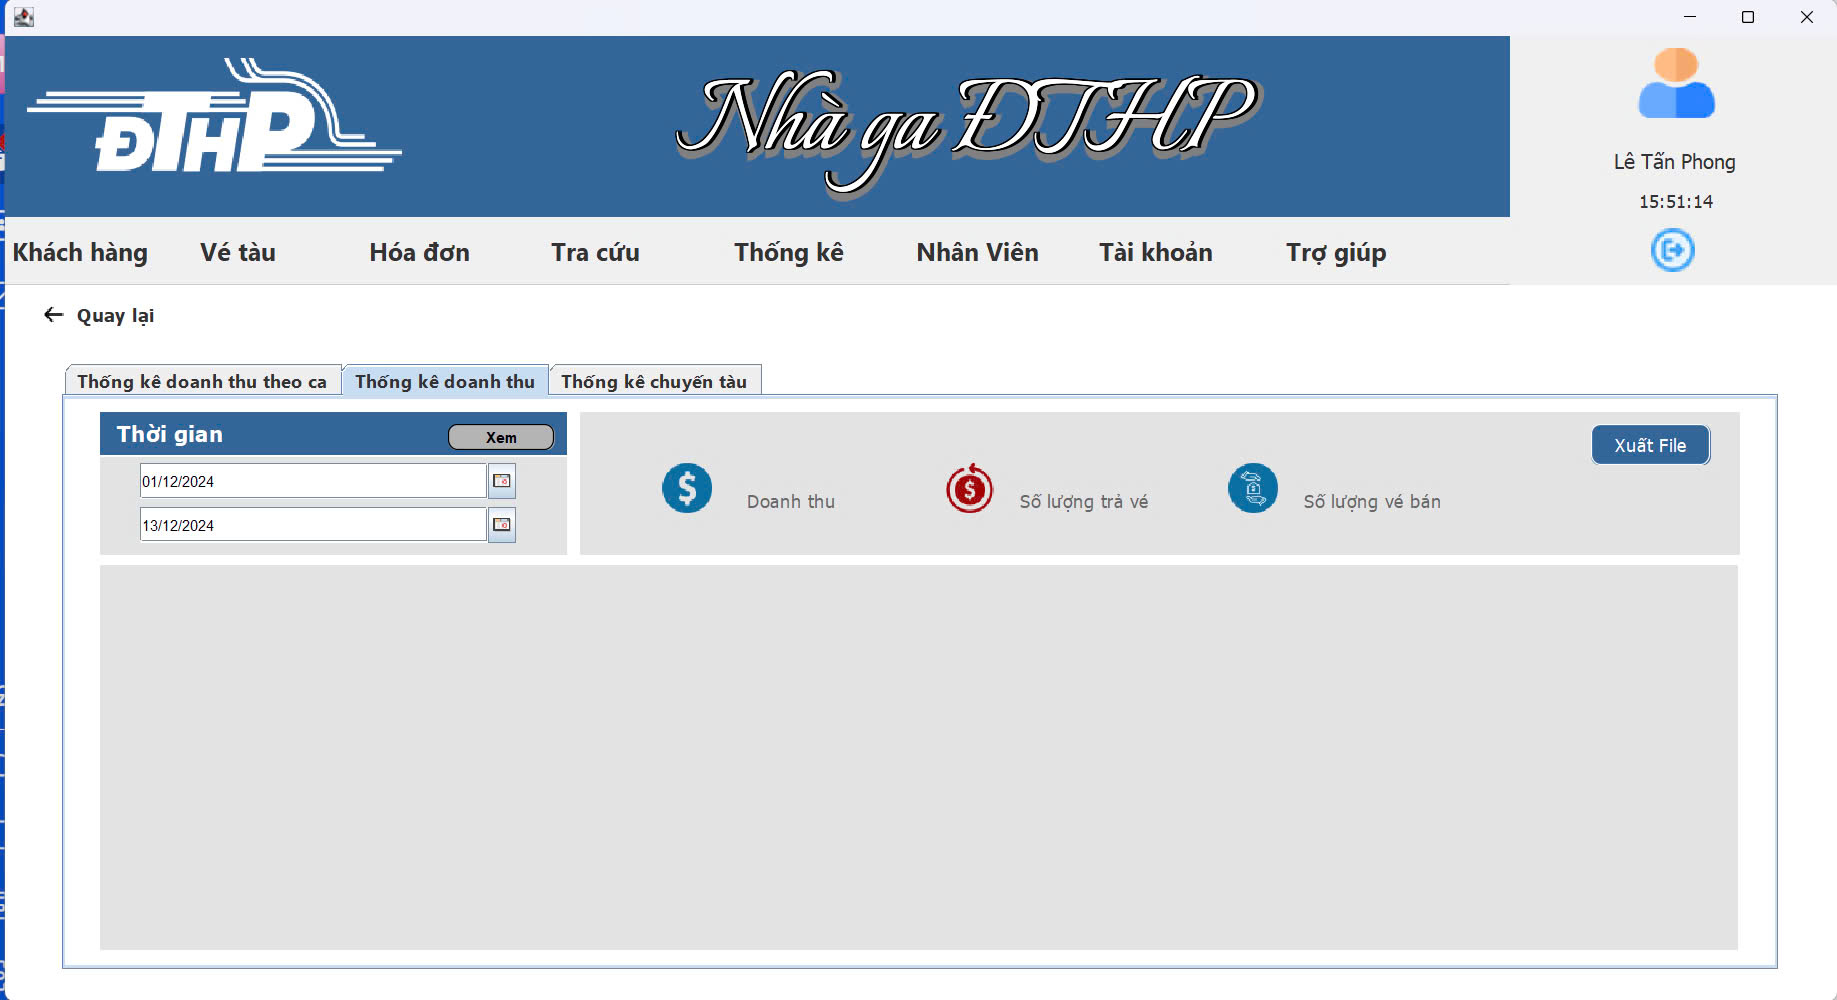 ĐTHP
Nhà ga ĐTHP
Lê Tấn Phong
15:51:14
Khách hàng Vé tàu Hóa đơn Tra cứu Thống kê Nhân Viên Tài khoản Trợ giúp
← Quay lại
Thống kê doanh thu theo ca Thống kê doanh thu Thống kê chuyến tàu
Thời gian Xem
01/12/2024
13/12/2024
Doanh thu Số lượng trả vé Số lượng vé bán
Xuất File